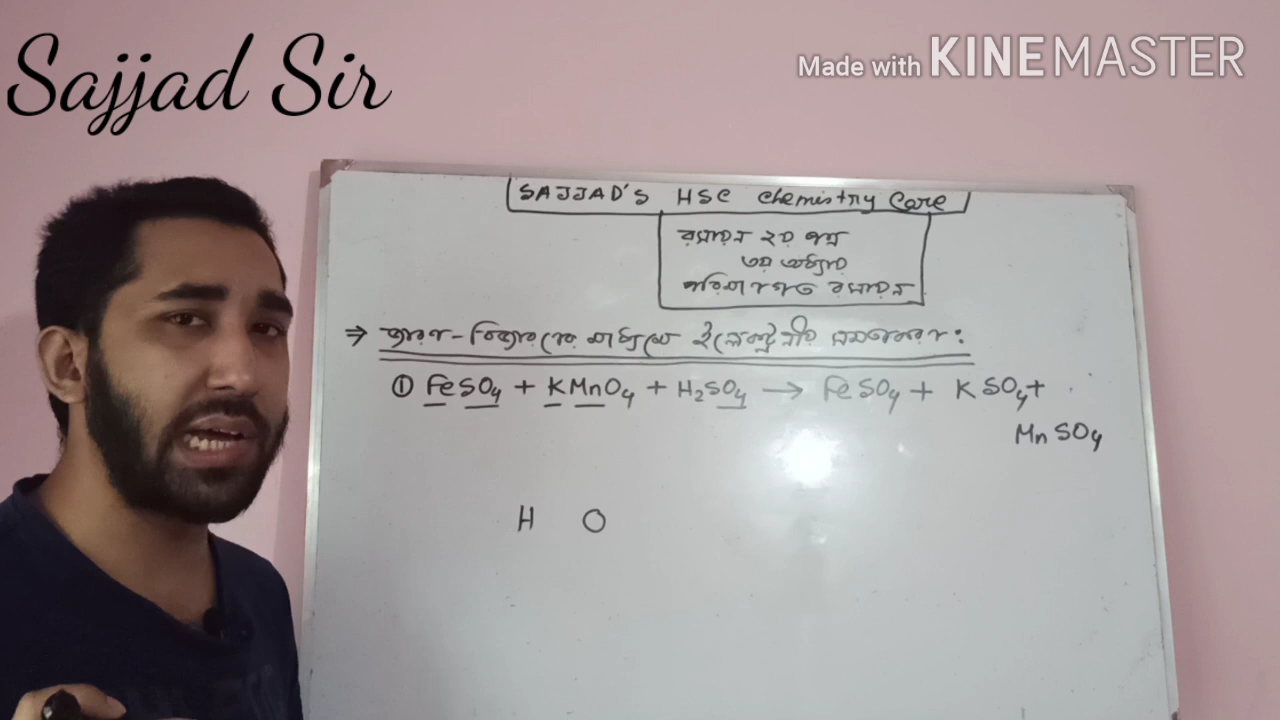 Sajjad Sir
Made with KINEMASTER
SAJJAD'S HSC Chemistry Care
রসায়ন ২য় পত্র
৩য় অধ্যায়
পরিমাণগত রসায়ন
⇒ জারণ-বিজারণের মাধ্যমে ইলেকট্রনীয় সমতাকরণ:
① FeSO₄ + KMnO₄ + H₂SO₄ → FeSO₄ + KSO₄ +
MnSO₄
H O